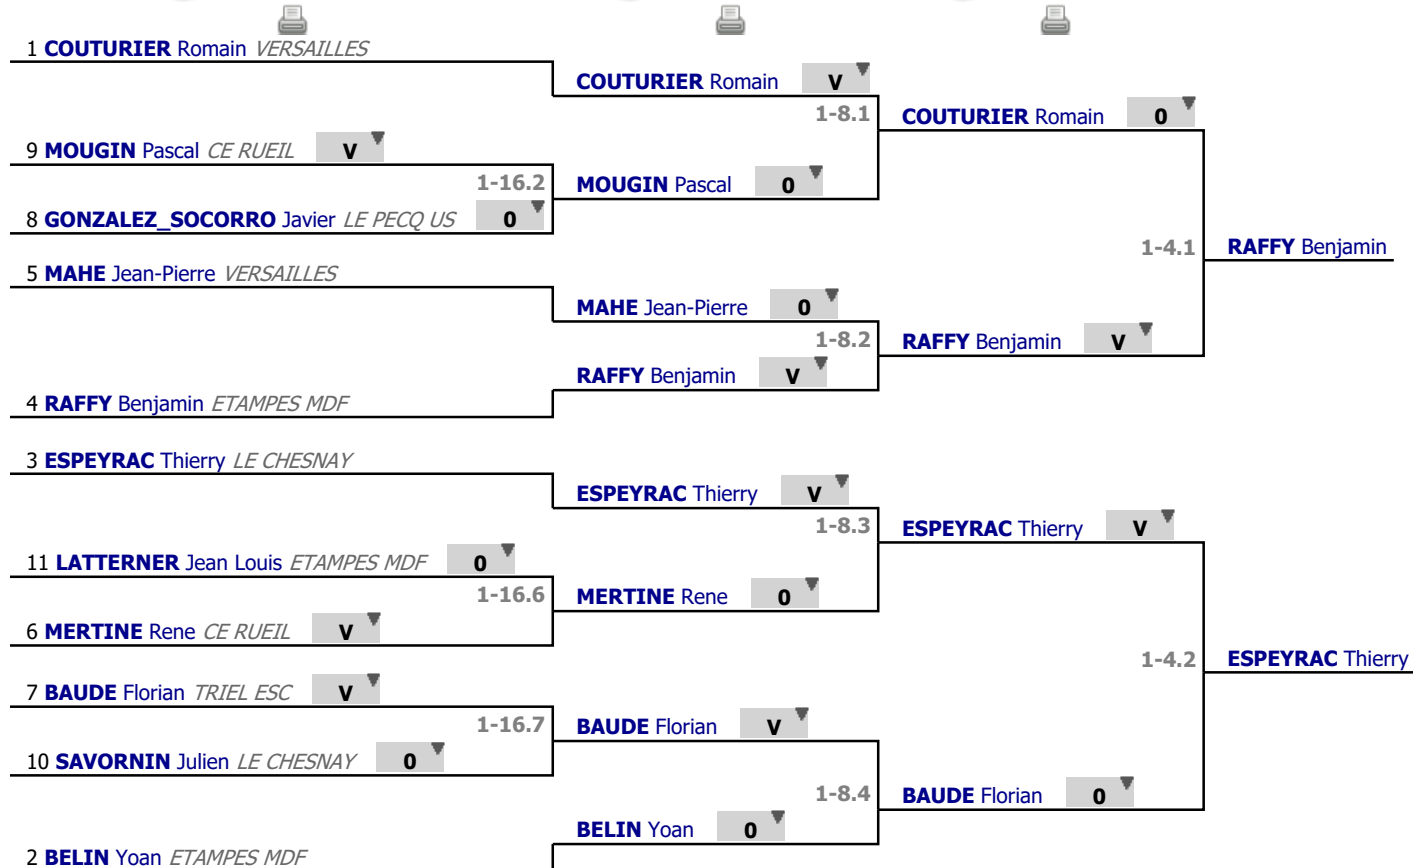 1 COUTURIER Romain VERSAILLES
9 MOUGIN Pascal CE RUEIL V
1-16.2
8 GONZALEZ_SOCORRO Javier LE PECQ US 0
5 MAHE Jean-Pierre VERSAILLES
4 RAFFY Benjamin ETAMPES MDF
3 ESPEYRAC Thierry LE CHESNAY
11 LATTERNER Jean Louis ETAMPES MDF 0
1-16.6
6 MERTINE Rene CE RUEIL V
7 BAUDE Florian TRIEL ESC V
1-16.7
10 SAVORNIN Julien LE CHESNAY 0
2 BELIN Yoan ETAMPES MDF
COUTURIER Romain V
1-8.1
MOUGIN Pascal 0
MAHE Jean-Pierre 0
1-8.2
RAFFY Benjamin V
ESPEYRAC Thierry V
1-8.3
MERTINE Rene 0
BAUDE Florian V
1-8.4
BELIN Yoan 0
COUTURIER Romain 0
1-4.1
RAFFY Benjamin V
ESPEYRAC Thierry V
1-4.2
BAUDE Florian 0
RAFFY Benjamin
ESPEYRAC Thierry